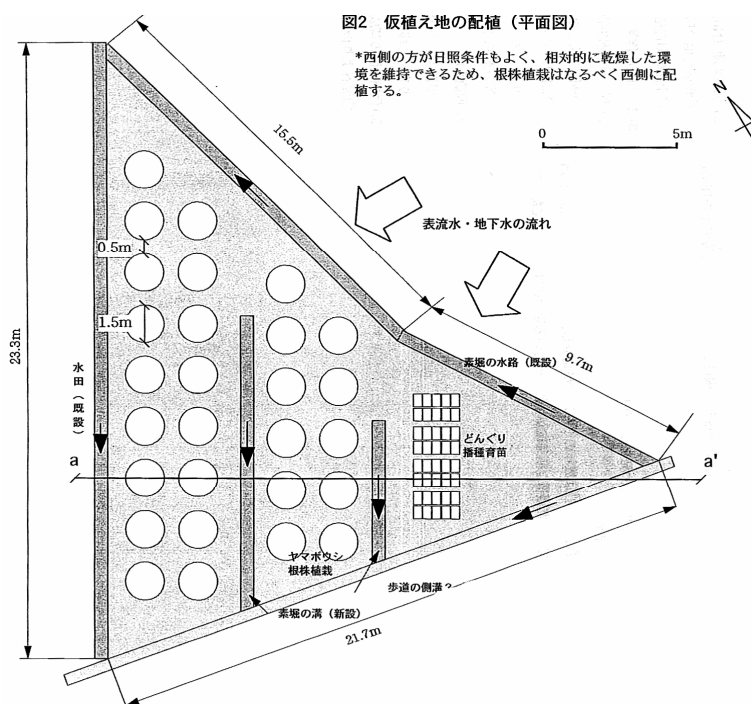 図2 仮植え地の配植（平面図）
*西側の方が日照条件もよく、相対的に乾燥した環
境を維持できるため、根株植栽はなるべく西側に配
植する。
N
0 5m
15.5m
表流水・地下水の流れ
0.5m
1.5m
23.3m
水田（既設）
素堀の水路（既設）
9.7m
どんぐり
播種育苗
a
a'
ヤマボウシ
根株植栽
歩道の側溝？
素堀の溝（新設）
21.7m